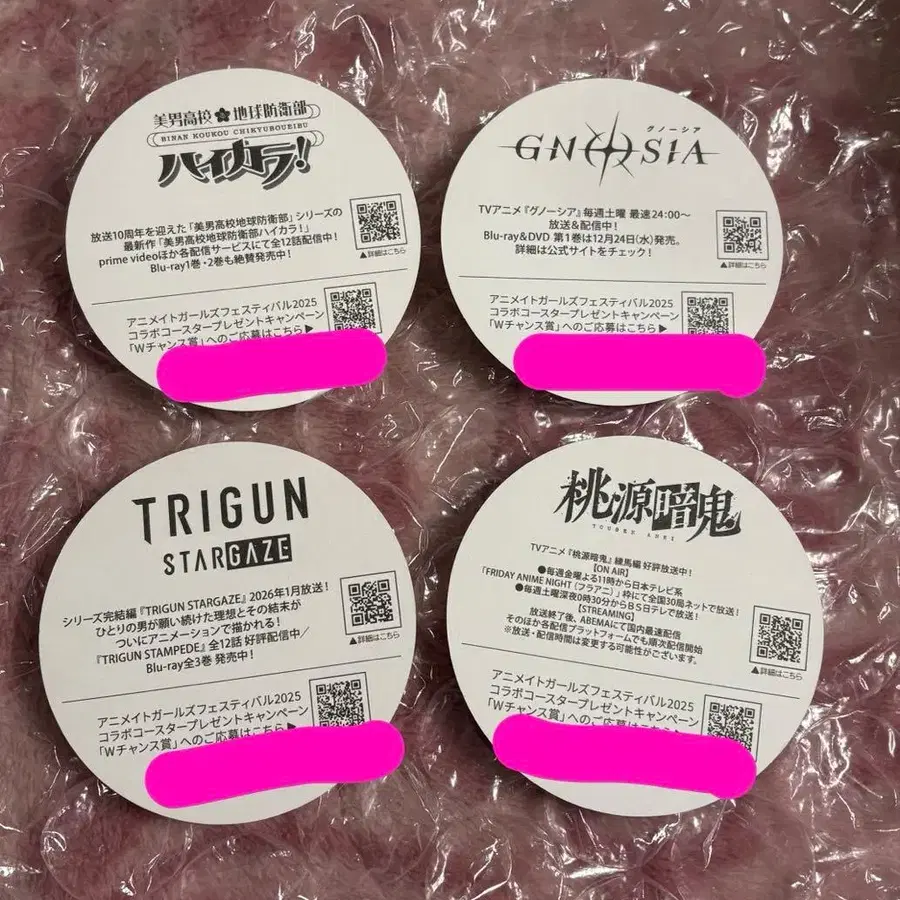 美男高校地球防衛部
BINAN KOUKOU CHIKYUBOUEIBU
ハイカラ!
放送10周年を迎えた「美男高校地球防衛部」シリーズの
最新作「美男高校地球防衛部ハイカラ!」
prime videoほか各配信サービスにて全12話配信中!
Blu-ray1巻・2巻も絶賛発売中!
▲詳細はこちら
アニメイトガールズフェスティバル2025
コラボコースタープレゼントキャンペーン
「Wチャンス賞」へのご応募はこちら▶
グノーシア
GNOSIA
TVアニメ『グノーシア』毎週土曜 最速24:00～
放送&配信中!
Blu-ray&DVD 第1巻は12月24日(水)発売。
詳細は公式サイトをチェック!
▲詳細はこちら
アニメイトガールズフェスティバル2025
コラボコースタープレゼントキャンペーン
「Wチャンス賞」へのご応募はこちら▶
TRIGUN
STARGAZE
シリーズ完結編『TRIGUN STARGAZE』2026年1月放送!
ひとりの男が願い続けた理想とその結末が
ついにアニメーションで描かれる!
『TRIGUN STAMPEDE』全12話 好評配信中／
Blu-ray全3巻 発売中!
▲詳細はこちら
アニメイトガールズフェスティバル2025
コラボコースタープレゼントキャンペーン
「Wチャンス賞」へのご応募はこちら▶
桃源暗鬼
TOUGEN ANKI
TVアニメ『桃源暗鬼』練馬編 好評放送中!
【ON AIR】
●毎週金曜よる11時から日本テレビ系
「FRIDAY ANIME NIGHT（フラアニ）」枠にて全国30局ネットで放送!
●毎週土曜深夜0時30分からBS日テレで放送!
【STREAMING】
放送終了後、ABEMAにて国内最速配信
そのほか各配信プラットフォームでも順次配信開始
※放送・配信時間は変更する可能性がございます。
▲詳細はこちら
アニメイトガールズフェスティバル2025
コラボコースタープレゼントキャンペーン
「Wチャンス賞」へのご応募はこちら▶